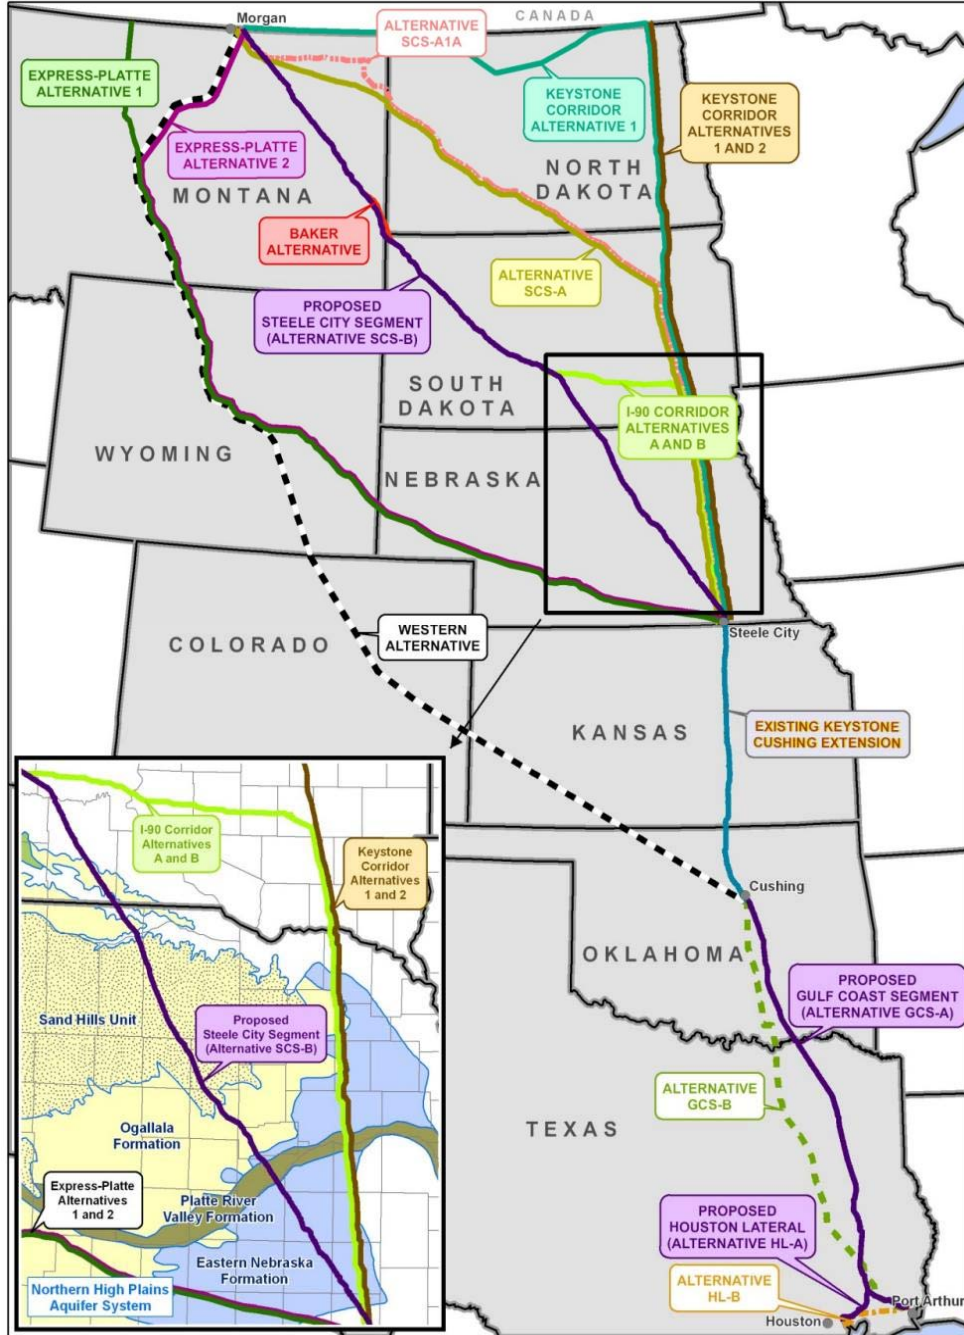 CANADA
Morgan
ALTERNATIVE
SCS-A1A
EXPRESS-PLATTE
ALTERNATIVE 1
KEYSTONE
CORRIDOR
ALTERNATIVE 1
KEYSTONE
CORRIDOR
ALTERNATIVES
1 AND 2
EXPRESS-PLATTE
ALTERNATIVE 2
MONTANA
NORTH
DAKOTA
BAKER
ALTERNATIVE
ALTERNATIVE
SCS-A
PROPOSED
STEELE CITY SEGMENT
(ALTERNATIVE SCS-B)
SOUTH
DAKOTA
I-90 CORRIDOR
ALTERNATIVES
A AND B
WYOMING
NEBRASKA
Steele City
COLORADO
WESTERN
ALTERNATIVE
KANSAS
EXISTING KEYSTONE
CUSHING EXTENSION
I-90 Corridor
Alternatives
A and B
Keystone
Corridor
Alternatives
1 and 2
Sand Hills Unit
Proposed
Steele City Segment
(Alternative SCS-B)
Ogallala
Formation
Express-Platte
Alternatives
1 and 2
Platte River
Valley Formation
Eastern Nebraska
Formation
Northern High Plains
Aquifer System
Cushing
OKLAHOMA
PROPOSED
GULF COAST SEGMENT
(ALTERNATIVE GCS-A)
ALTERNATIVE
GCS-B
TEXAS
PROPOSED
HOUSTON LATERAL
(ALTERNATIVE HL-A)
ALTERNATIVE
HL-B
Port Arthur
Houston